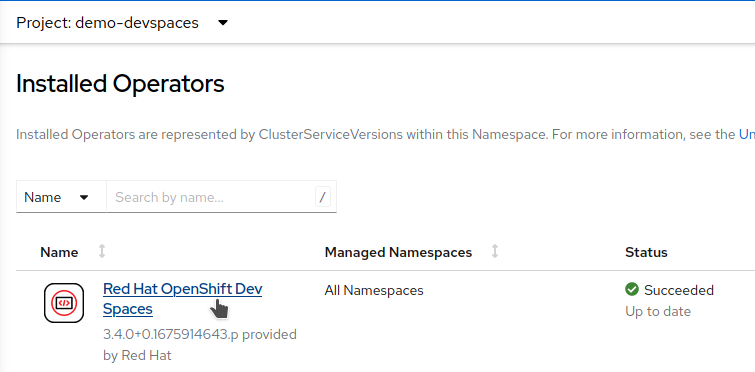 Project: demo-devspaces
Installed Operators
Installed Operators are represented by ClusterServiceVersions within this Namespace. For more information, see the Un
Name Search by name... /
Name Managed Namespaces Status
Red Hat OpenShift Dev All Namespaces Succeeded
Spaces Up to date
3.4.0+0.1675914643.p provided
by Red Hat